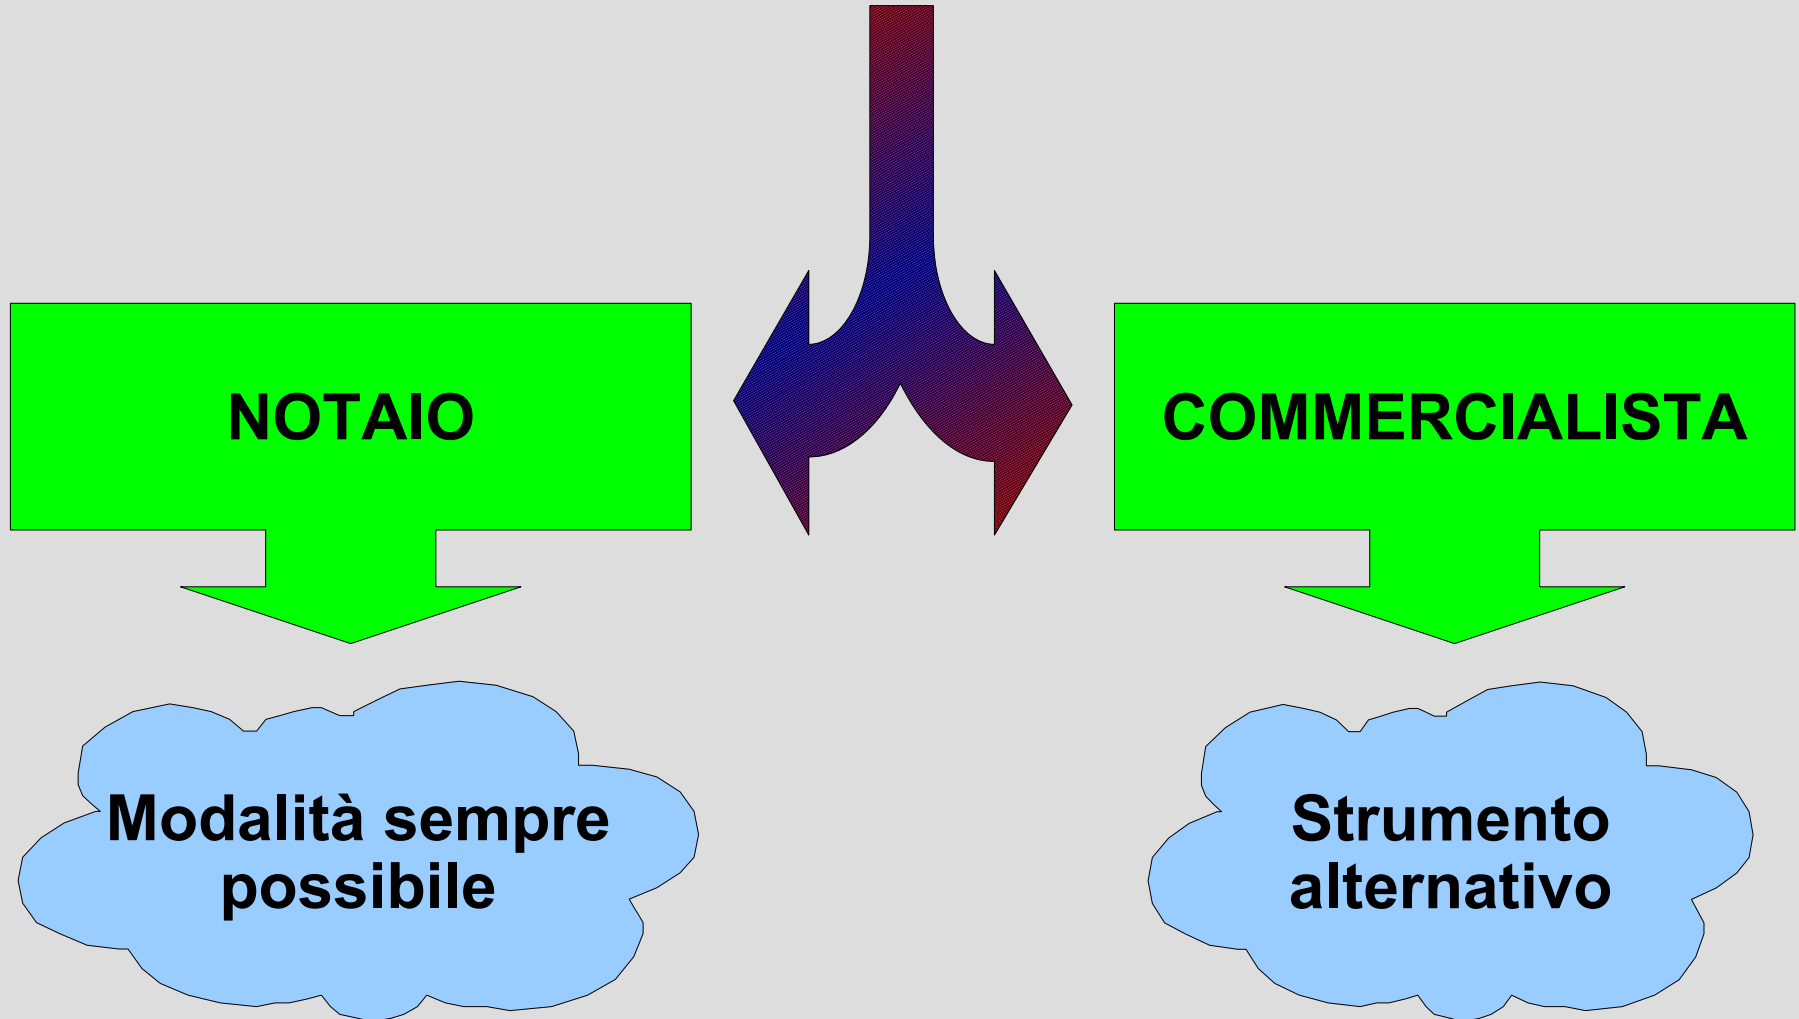 NOTAIO
COMMERCIALISTA
Modalità sempre
possibile
Strumento
alternativo